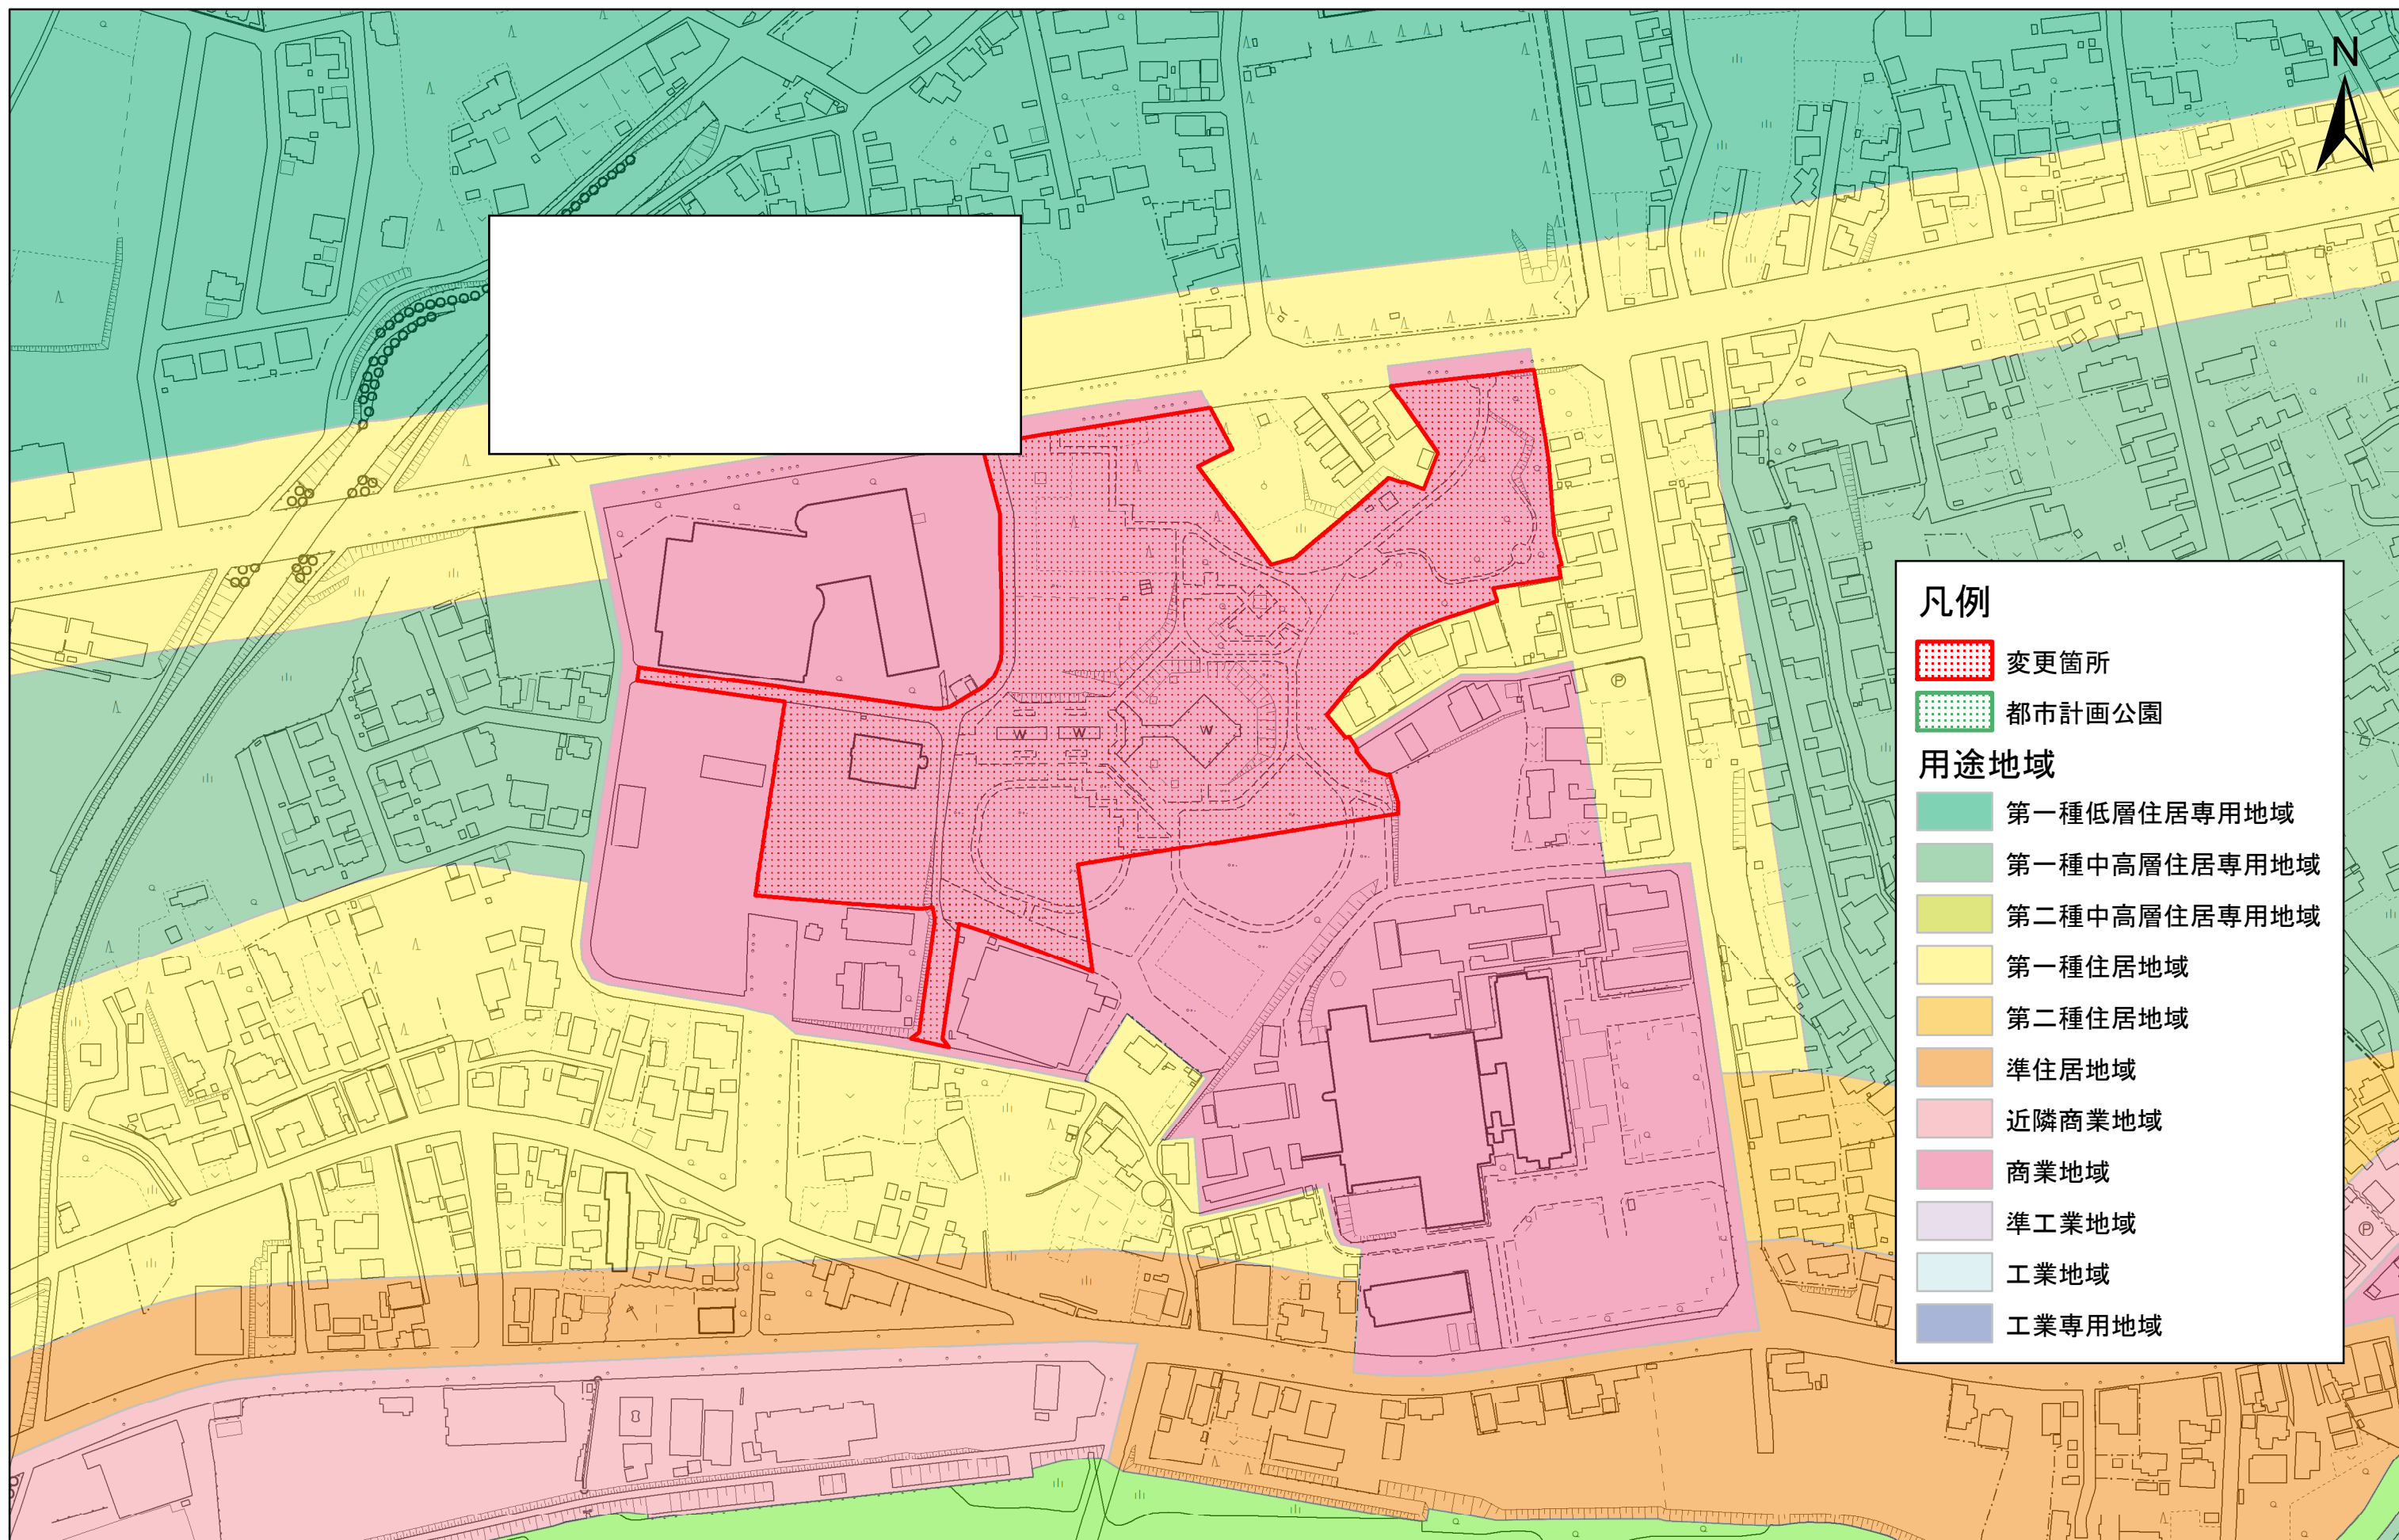 N
凡例
変更箇所
都市計画公園
用途地域
第一種低層住居専用地域
第一種中高層住居専用地域
第二種中高層住居専用地域
第一種住居地域
第二種住居地域
準住居地域
近隣商業地域
商業地域
準工業地域
工業地域
工業専用地域
P
W
W
W
P